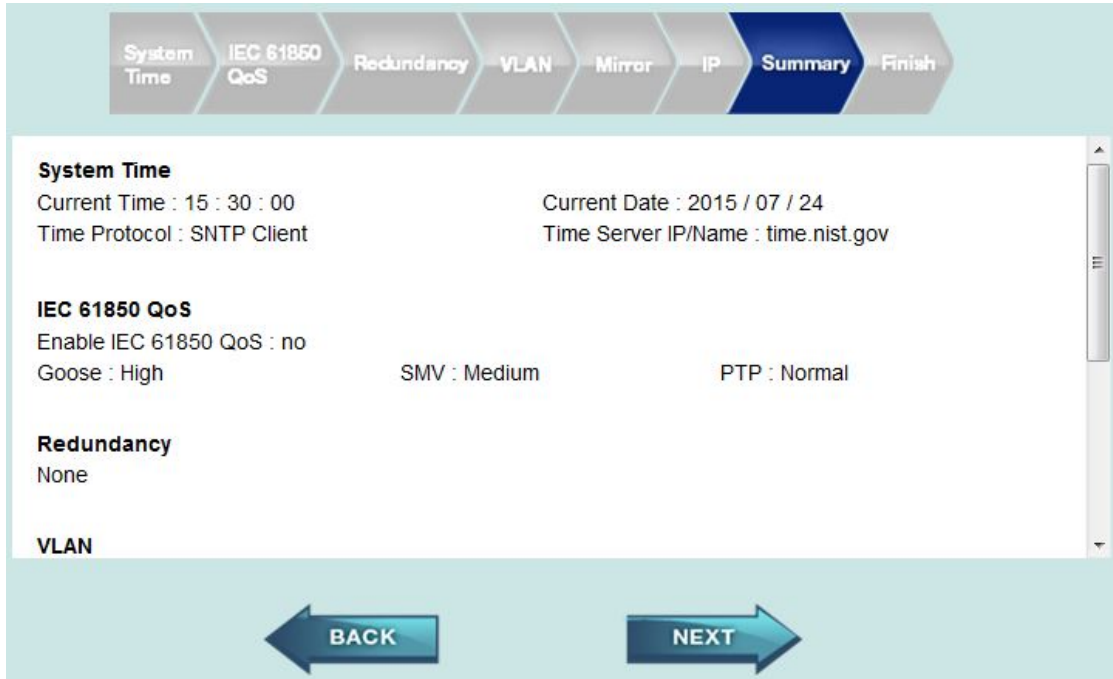 System Time
IEC 61850 QoS
Redundancy
VLAN
Mirror
IP
Summary
Finish
System Time
Current Time : 15 : 30 : 00 Current Date : 2015 / 07 / 24
Time Protocol : SNTP Client Time Server IP/Name : time.nist.gov
IEC 61850 QoS
Enable IEC 61850 QoS : no
Goose : High SMV : Medium PTP : Normal
Redundancy
None
VLAN
BACK NEXT